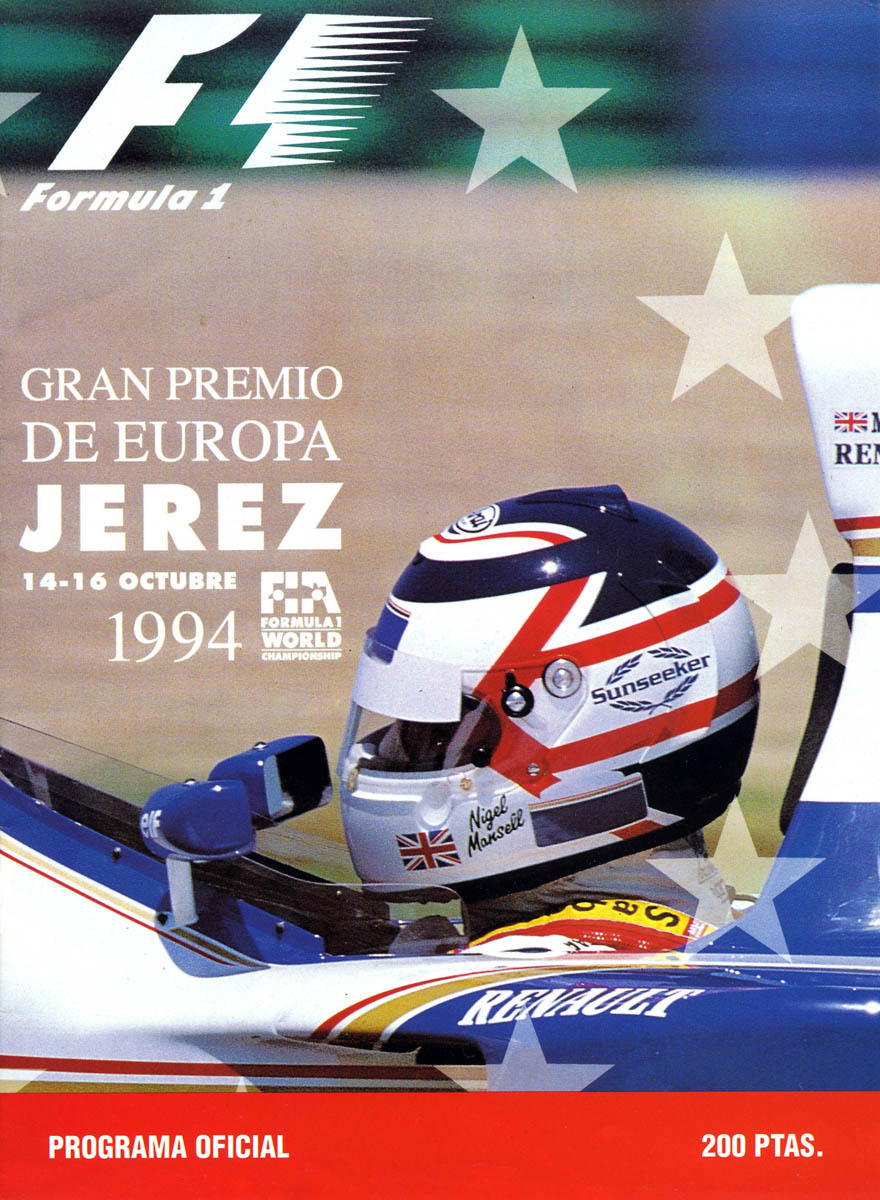 F1
Formula 1
GRAN PREMIO
DE EUROPA
JEREZ
14-16 OCTUBRE
1994
FIA
FORMULA 1
WORLD
CHAMPIONSHIP
REN
Sunseeker
elf
Nigel
Mansell
RENAULT
PROGRAMA OFICIAL
200 PTAS.